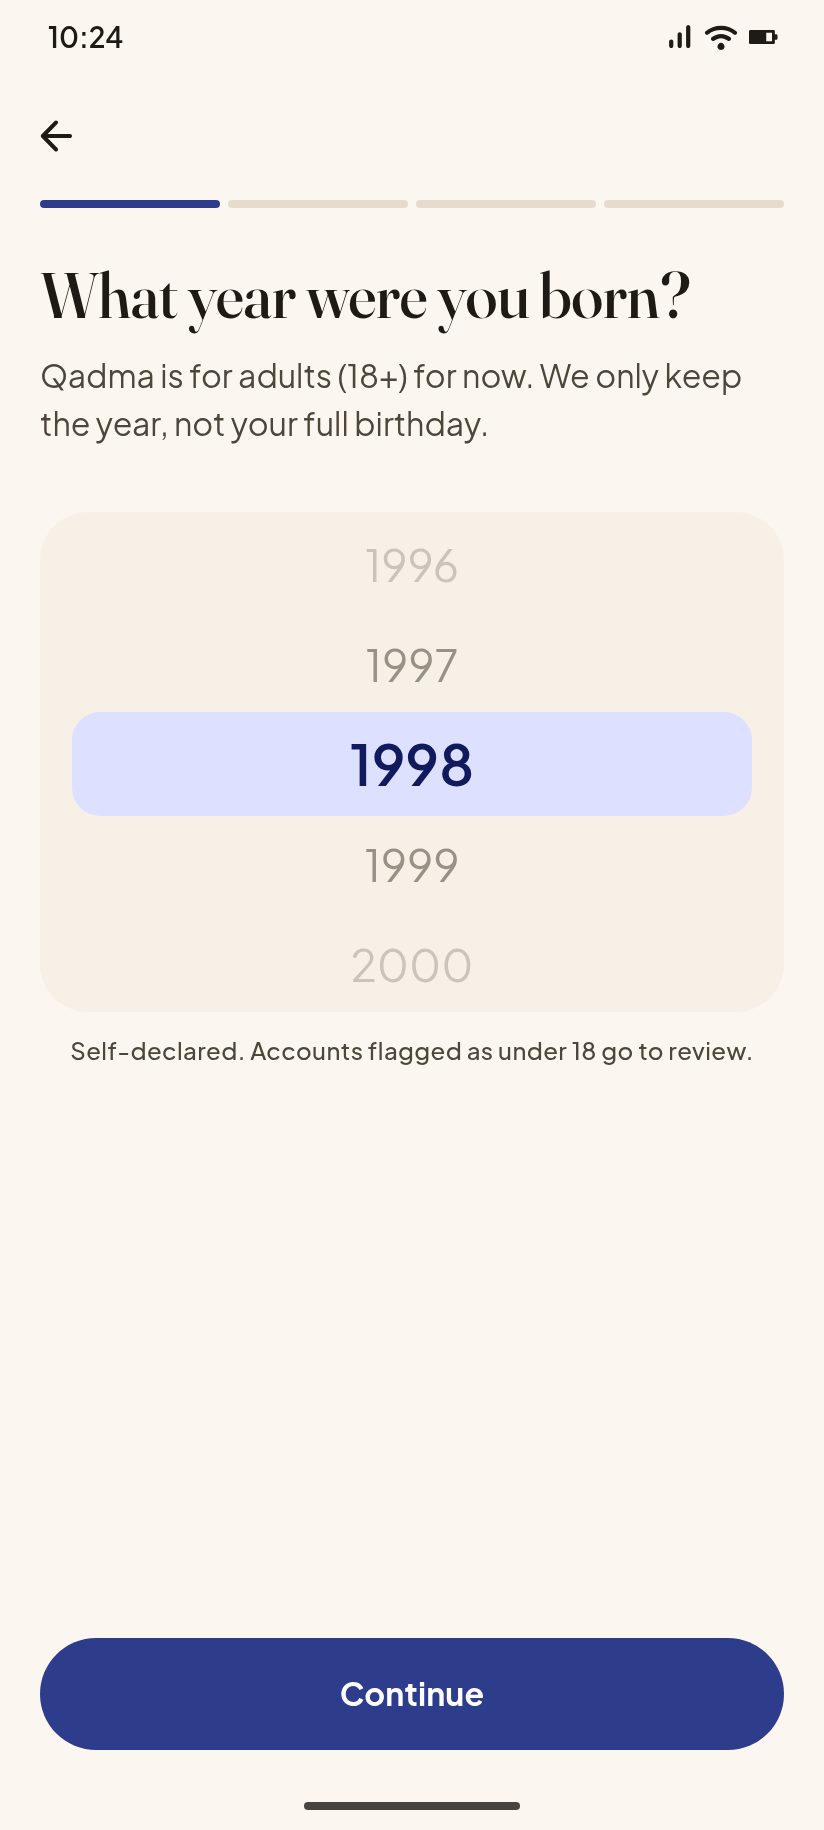 10:24
What year were you born?
Qadma is for adults (18+) for now. We only keep
the year, not your full birthday.
1996
1997
1998
1999
2000
Self-declared. Accounts flagged as under 18 go to review.
Continue